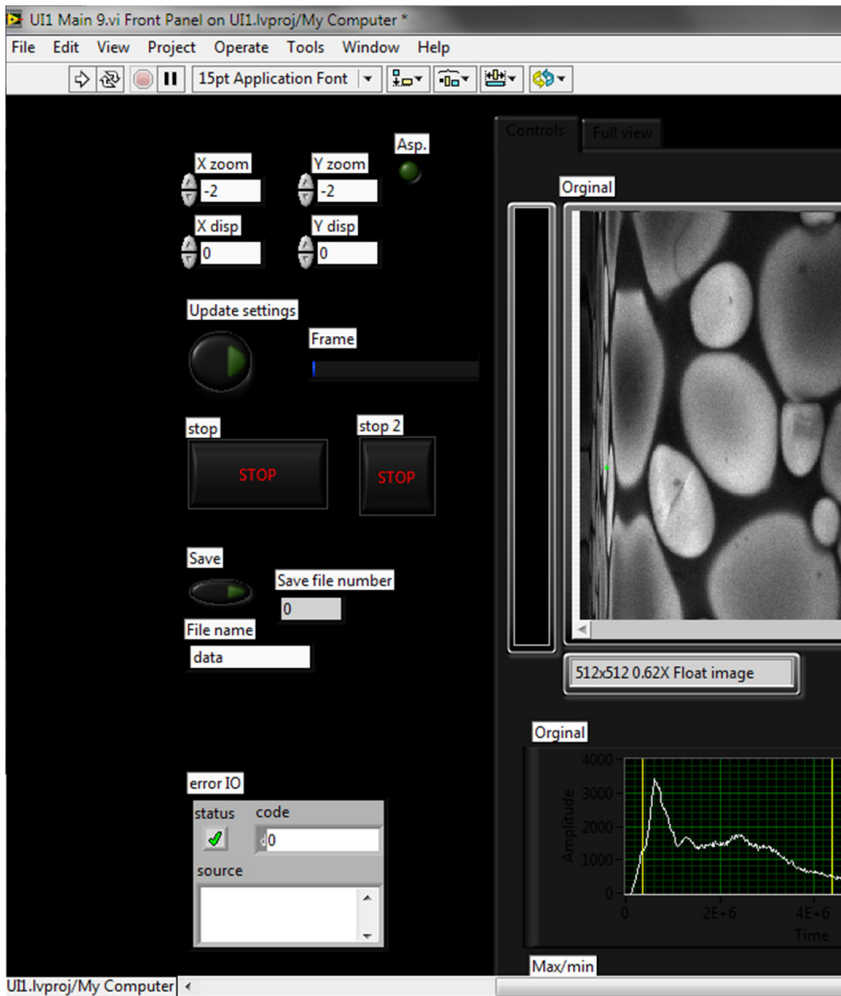 UI1 Main 9.vi Front Panel on UI1.lvproj/My Computer *
File Edit View Project Operate Tools Window Help
15pt Application Font
Controls Full view
Asp.
X zoom Y zoom
-2 -2
X disp Y disp
0 0
Orginal
Update settings
Frame
stop stop 2
STOP STOP
Save
Save file number
0
File name
data
512x512 0.62X Float image
Orginal
4000
3000
2000
1000
0
Amplitude
0 2E+6 4E+6
Time
error IO
status code
d0
source
Max/min
UI1.lvproj/My Computer